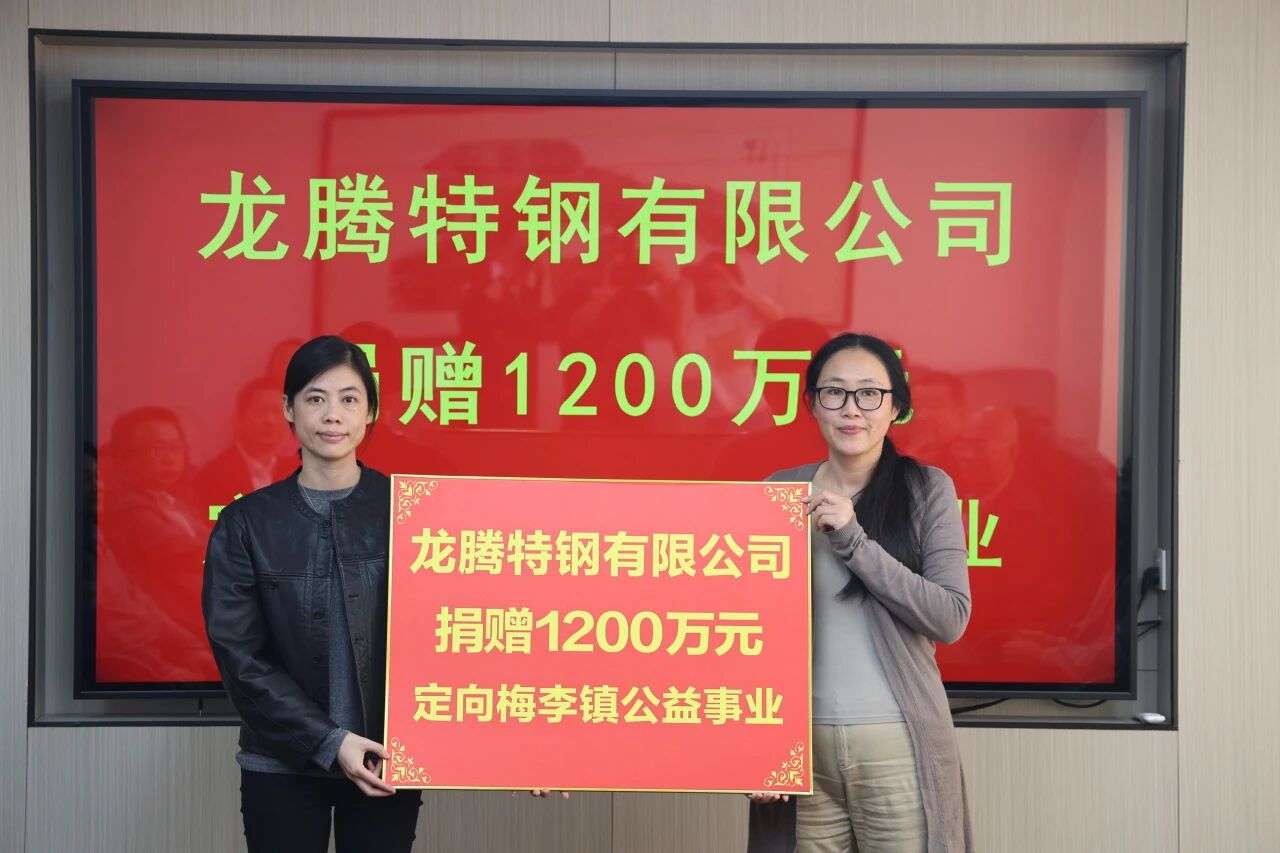 龙腾特钢有限公司
赠1200万
业
龙腾特钢有限公司
捐赠1200万元
定向梅李镇公益事业